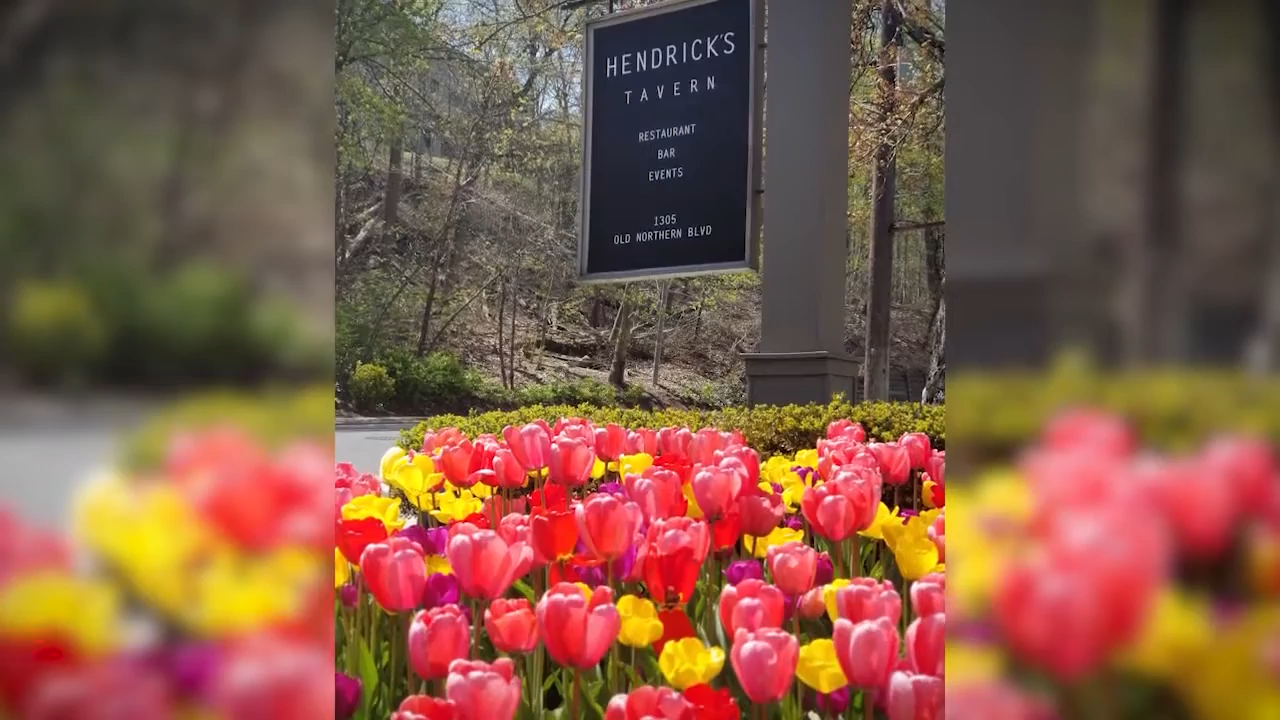 HENDRICK'S
TAVERN
RESTAURANT
BAR
EVENTS
1305
OLD NORTHERN BLVD